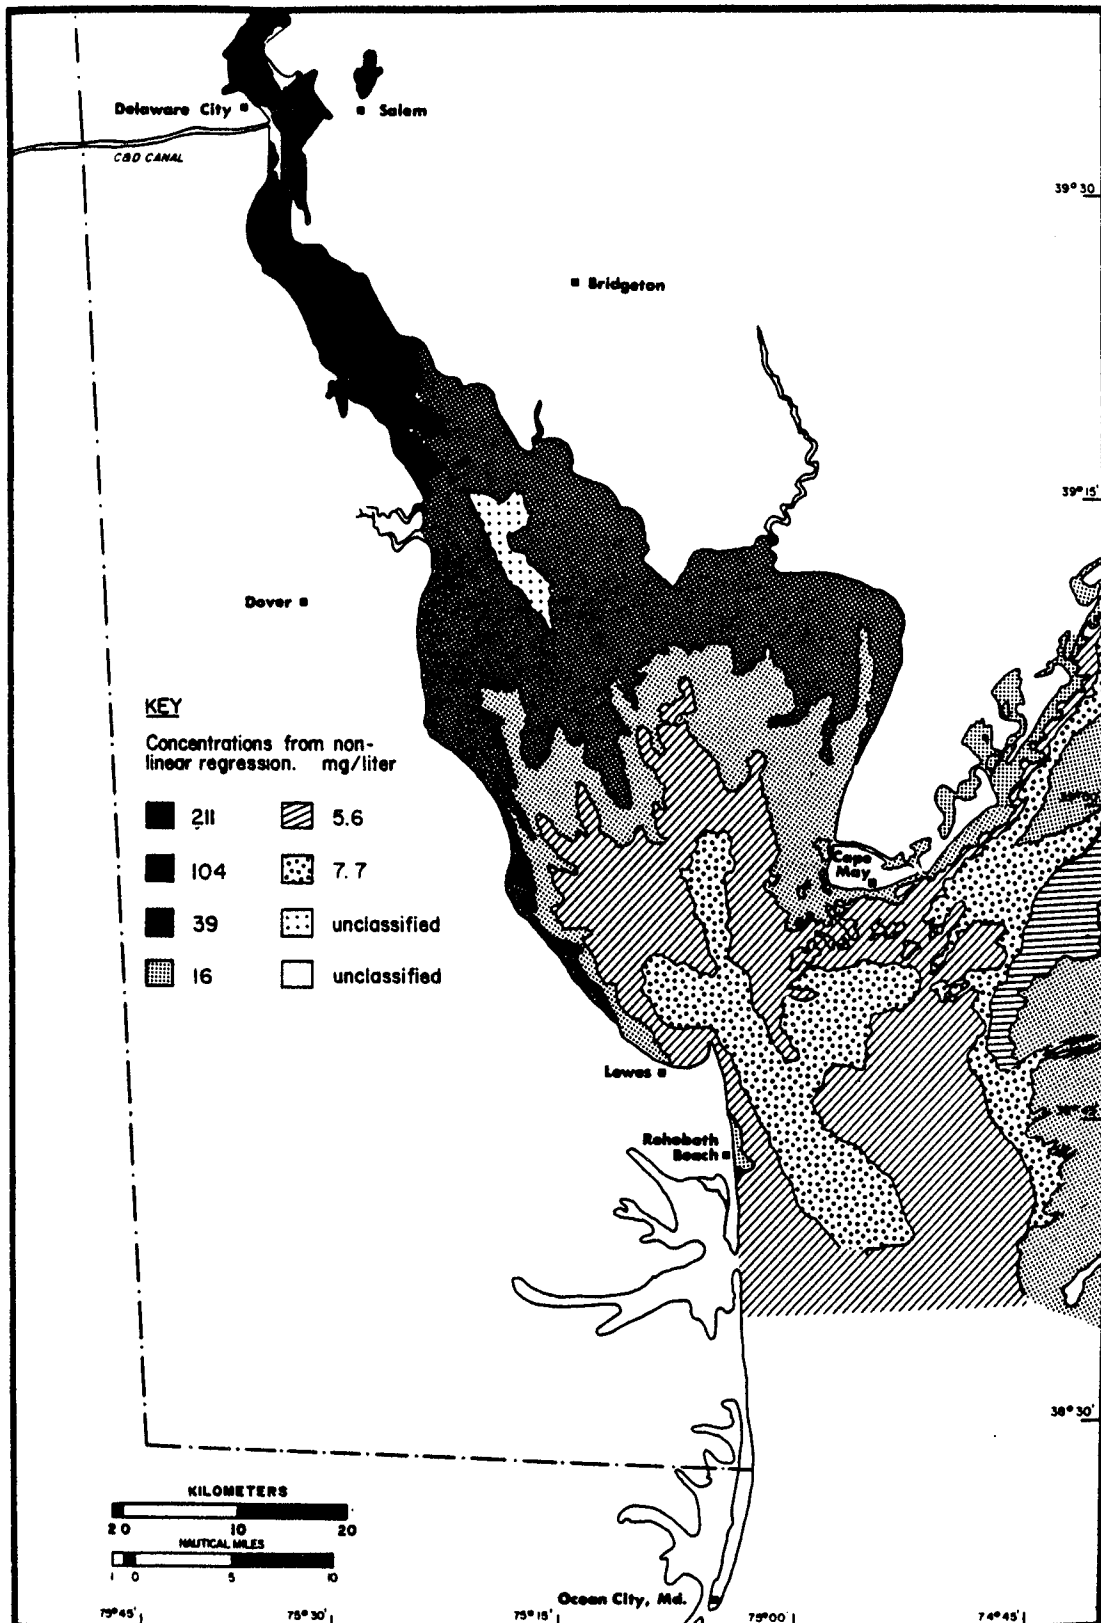 Delaware City
Salem
C&D CANAL
39° 30
Bridgeton
39° 15'
Dover
KEY
Concentrations from non-
linear regression. mg/liter
211
5.6
104
7.7
39
unclassified
16
unclassified
Cape
May
Lewes
Rehoboth
Beach
38° 30'
KILOMETERS
2 0 10 20
NAUTICAL MILES
1 0 5 10
Ocean City, Md.
75° 45'
75° 30'
75° 15'
75° 00'
74° 45'